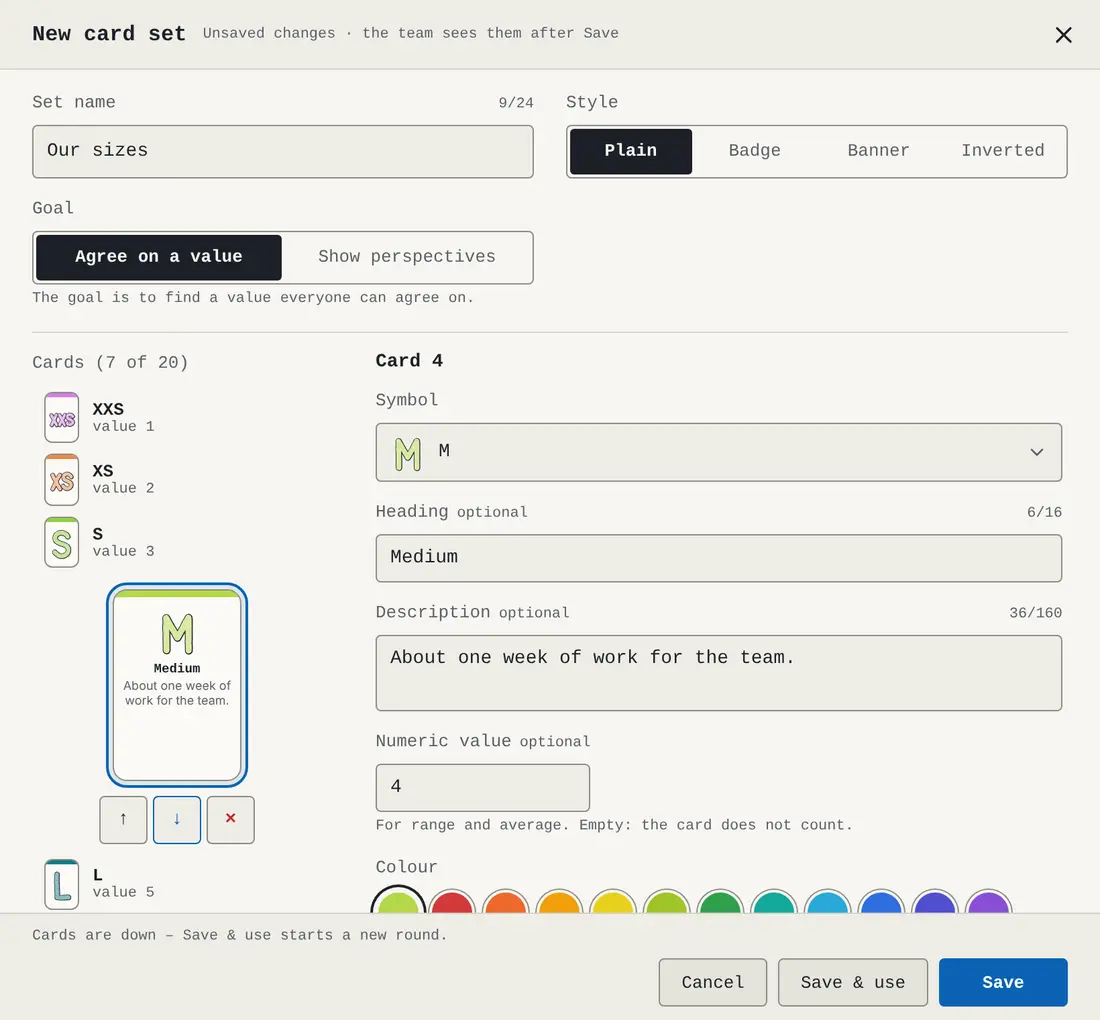 New card set
Unsaved changes · the team sees them after Save
Set name
9/24
Our sizes
Style
Plain
Badge
Banner
Inverted
Goal
Agree on a value
Show perspectives
The goal is to find a value everyone can agree on.
Cards (7 of 20)
XXS
XXS
value 1
XS
XS
value 2
S
S
value 3
M
Medium
About one week of
work for the team.
↑
↓
×
L
L
value 5
Card 4
Symbol
M
M
Heading optional
6/16
Medium
Description optional
36/160
About one week of work for the team.
Numeric value optional
4
For range and average. Empty: the card does not count.
Colour
Cards are down – Save & use starts a new round.
Cancel
Save & use
Save